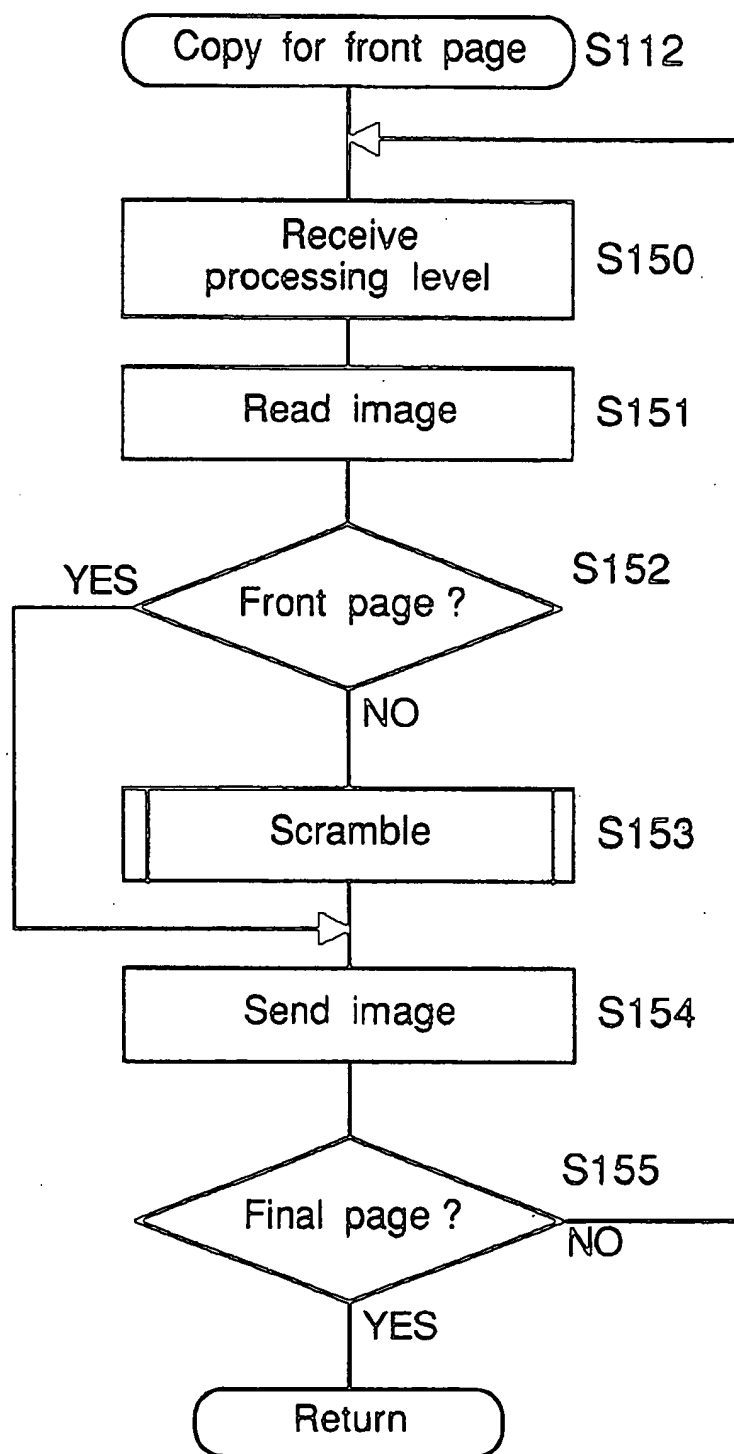 Copy for front page S112
Receive
processing level
S150
Read image S151
S152
YES
Front page ?
NO
Scramble S153
Send image S154
S155
Final page ?
NO
YES
Return